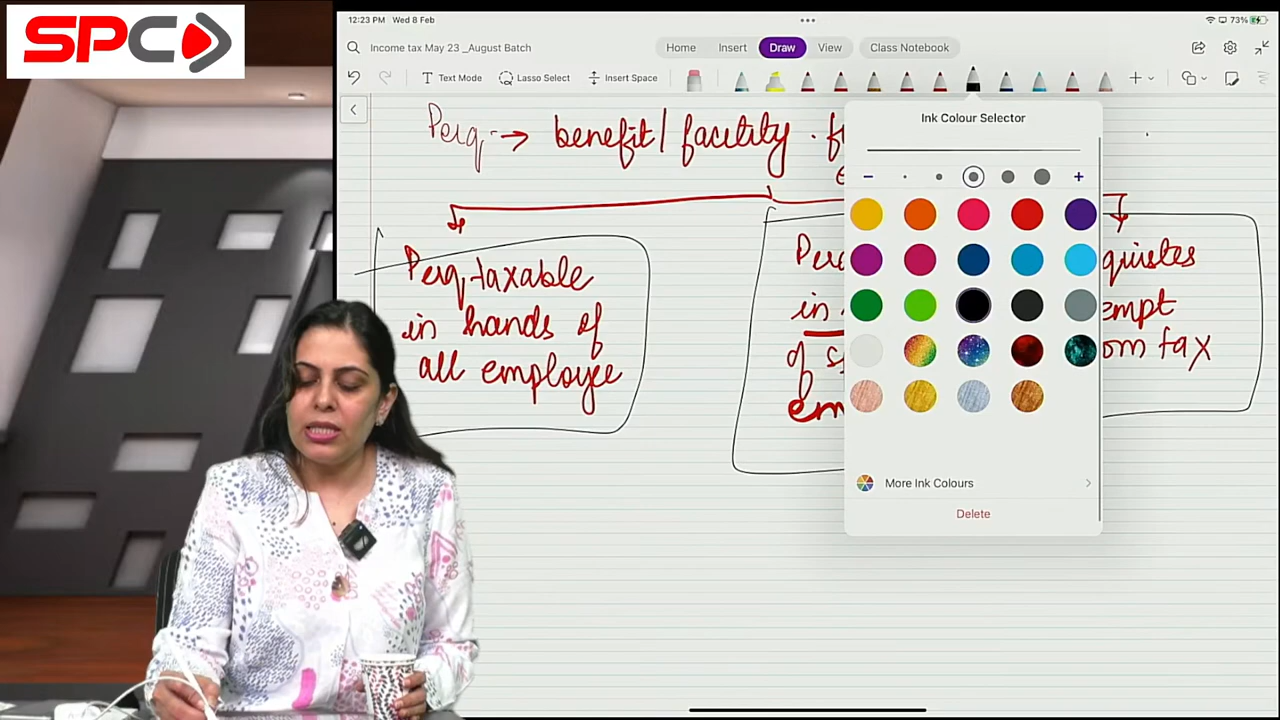 SPC
12:23 PM Wed 8 Feb
73%
Income tax May 23 _August Batch
Home Insert Draw View Class Notebook
Text Mode Lasso Select Insert Space
Ink Colour Selector
More Ink Colours
Delete
Perq. → benefit / facility.
Perq. taxable
in hands of
all employee
in
of
quisites
empt
om tax